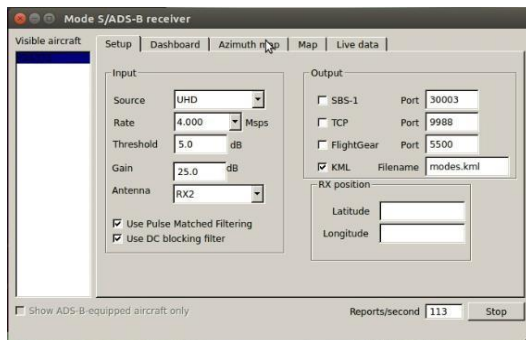 Mode S/ADS-B receiver
Visible aircraft
Setup Dashboard Azimuth map Map Live data
Input
Source UHD
Rate 4.000 Msps
Threshold 5.0 dB
Gain 25.0 dB
Antenna RX2
Use Pulse Matched Filtering
Use DC blocking filter
Output
SBS-1 Port 30003
TCP Port 9988
FlightGear Port 5500
KML Filename modes.kml
RX position
Latitude
Longitude
Show ADS-B-equipped aircraft only
Reports/second 113 Stop